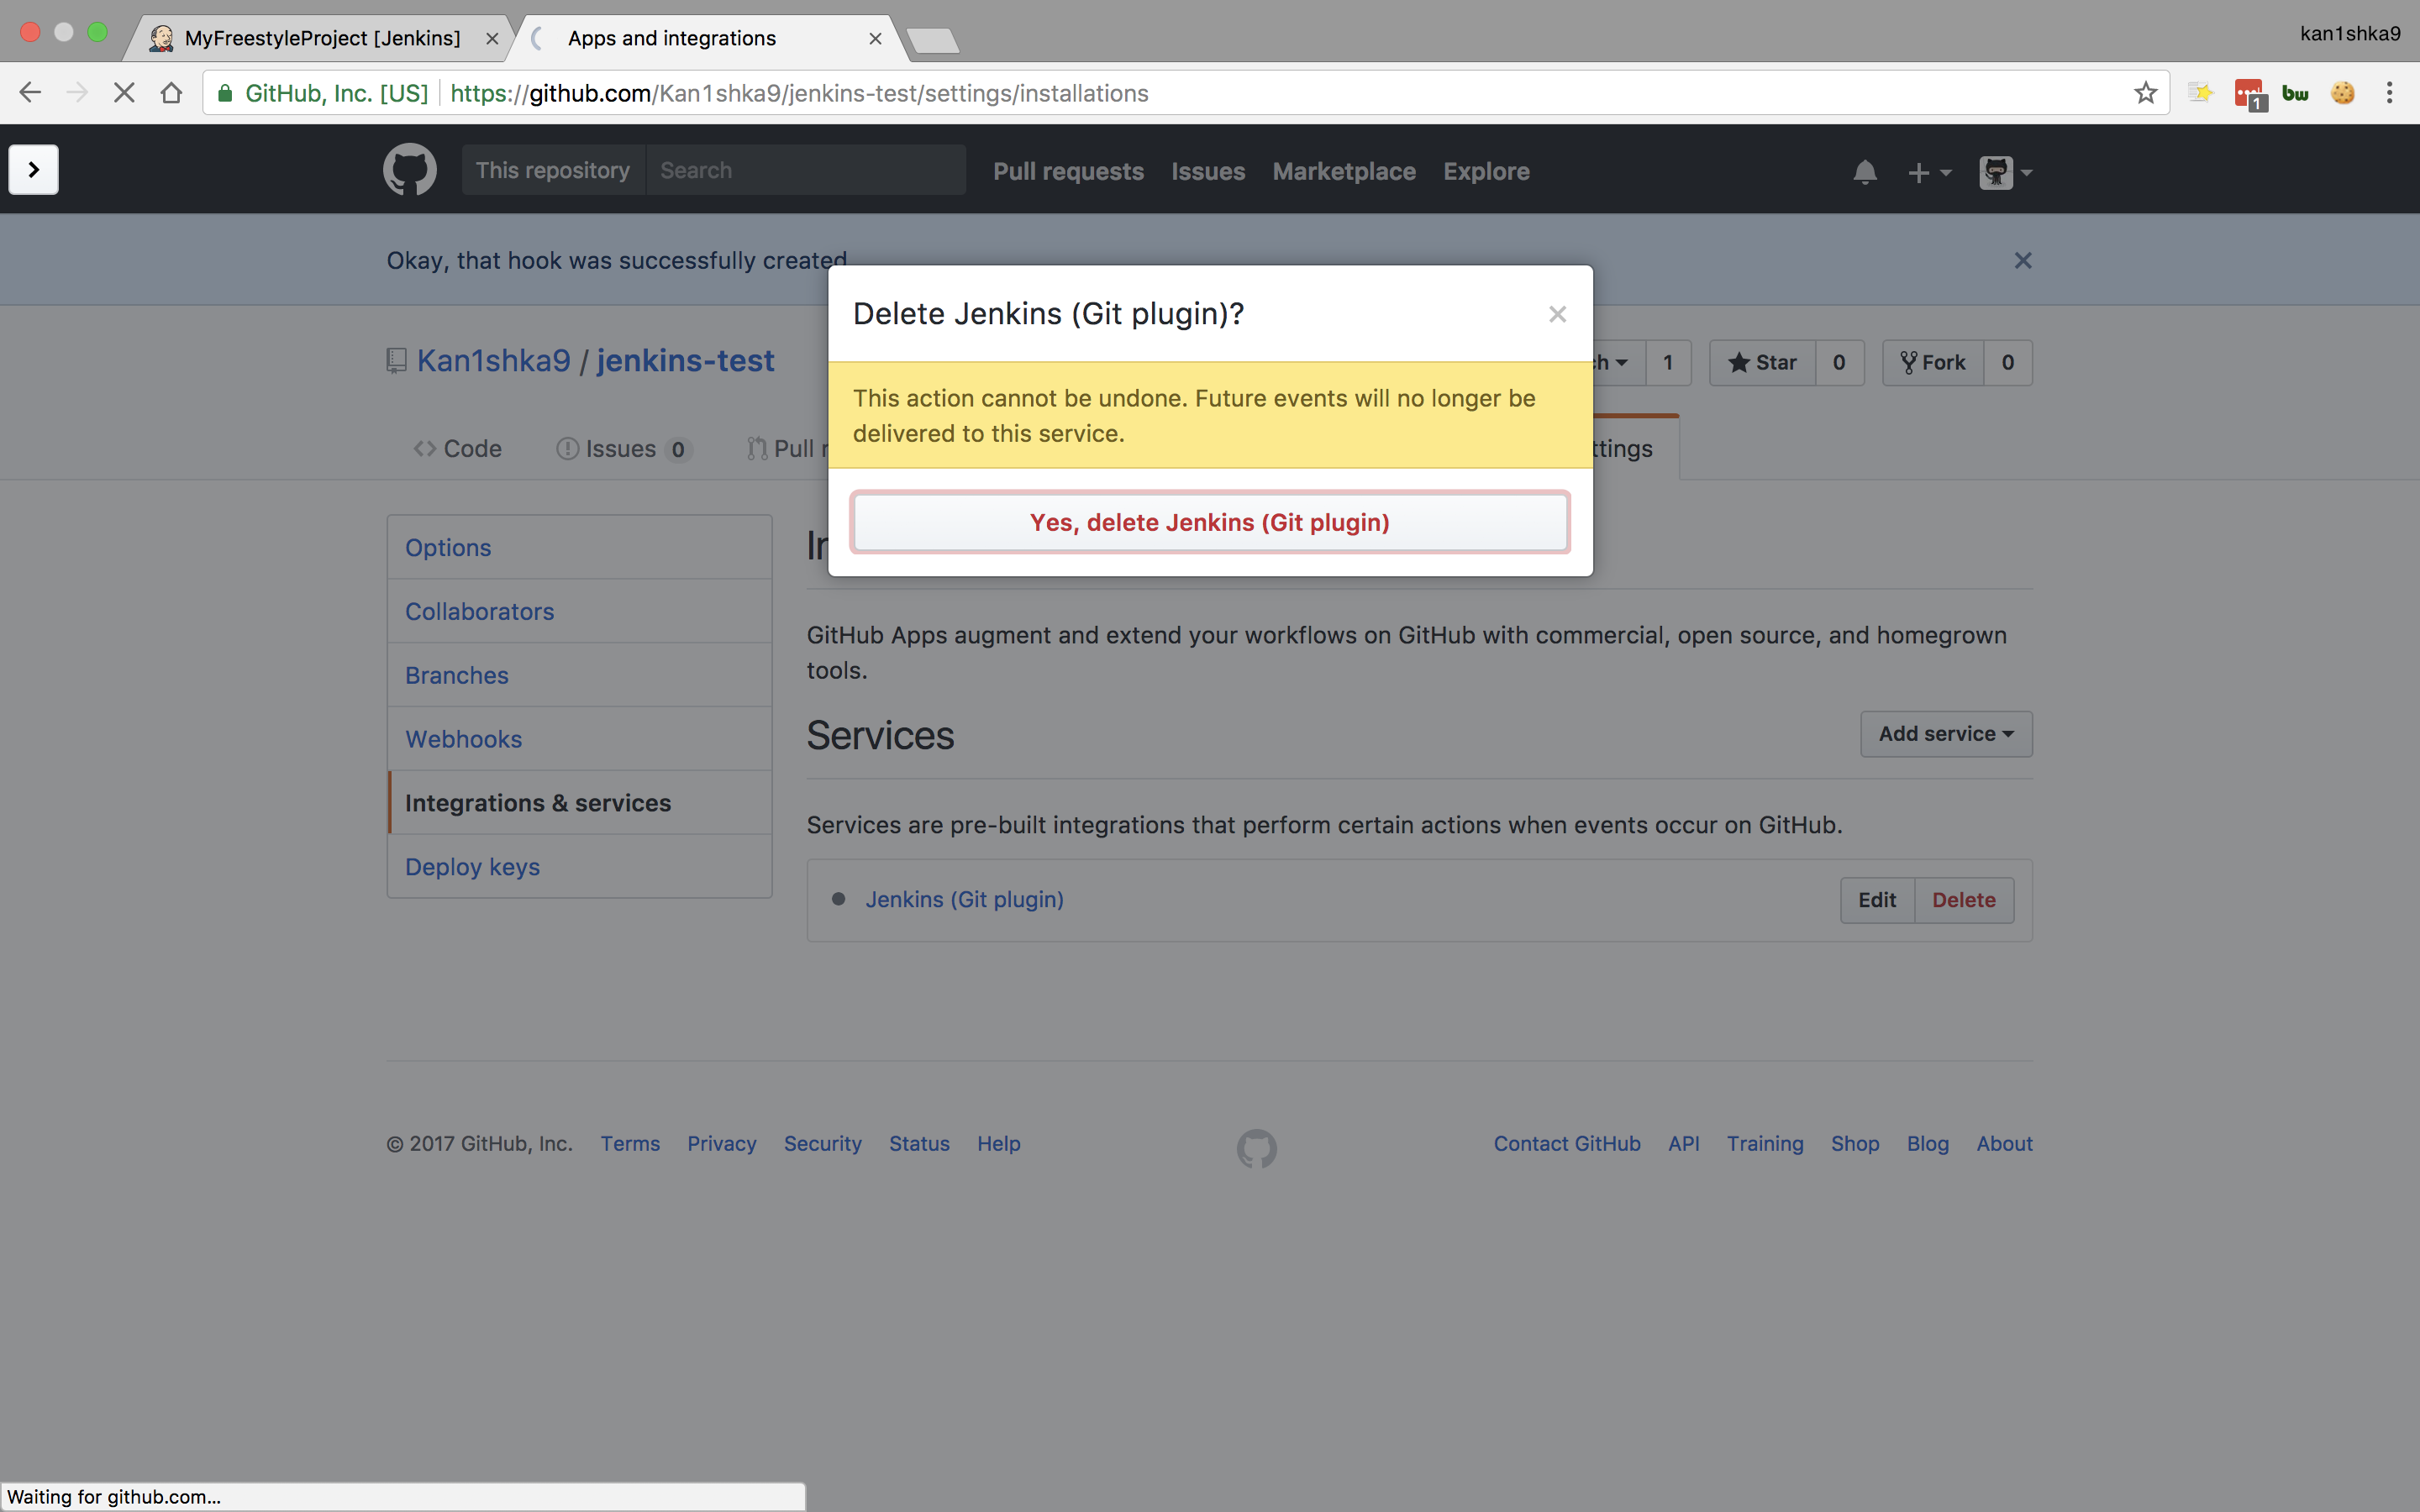 MyFreestyleProject [Jenkins]
Apps and integrations
kan1shka9
GitHub, Inc. [US]
https://github.com/Kan1shka9/jenkins-test/settings/installations
1
bw
This repository
Search
Pull requests
Issues
Marketplace
Explore
Okay, that hook was successfully created
Delete Jenkins (Git plugin)?
This action cannot be undone. Future events will no longer be
delivered to this service.
Yes, delete Jenkins (Git plugin)
Kan1shka9 / jenkins-test
1
Star
0
Fork
0
Code
Issues 0
Pull
Options
Collaborators
Branches
Webhooks
Integrations & services
Deploy keys
GitHub Apps augment and extend your workflows on GitHub with commercial, open source, and homegrown
tools.
Services
Add service
Services are pre-built integrations that perform certain actions when events occur on GitHub.
Jenkins (Git plugin)
Edit
Delete
© 2017 GitHub, Inc.
Terms
Privacy
Security
Status
Help
Contact GitHub
API
Training
Shop
Blog
About
Waiting for github.com...